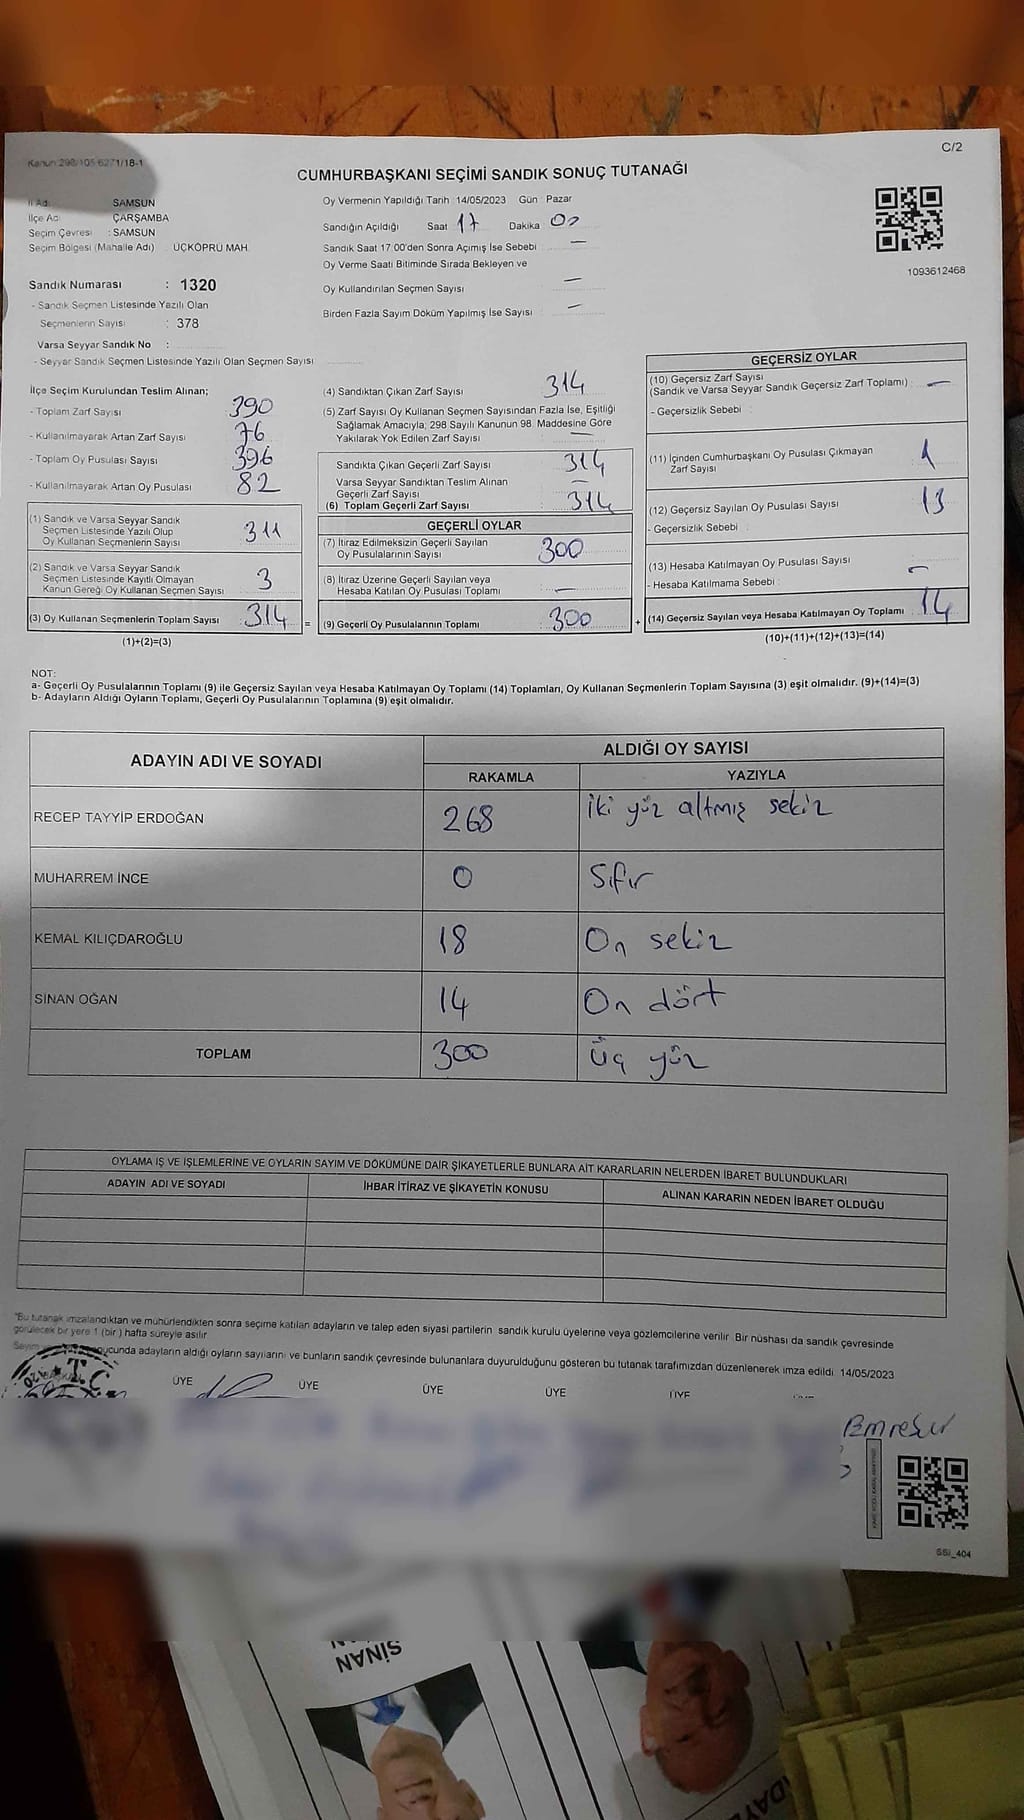 C/2
Kanun:298/105 6271/18-1
CUMHURBAŞKANI SEÇİMİ SANDIK SONUÇ TUTANAĞI
İl Adı SAMSUN
İlçe Adı ÇARŞAMBA
Seçim Çevresi : SAMSUN
Seçim Bölgesi (Mahalle Adı) ÜÇKÖPRÜ MAH.
Oy Vermenin Yapıldığı Tarih 14/05/2023 Gün Pazar
Sandığın Açıldığı Saat 17 Dakika 00
Sandık Saat 17:00'den Sonra Açımış İse Sebebi —
Oy Verme Saati Bitiminde Sırada Bekleyen ve
Oy Kullandırılan Seçmen Sayısı —
Birden Fazla Sayım Döküm Yapılmış İse Sayısı —
1093612468
Sandık Numarası : 1320
- Sandık Seçmen Listesinde Yazılı Olan
Seçmenlerin Sayısı : 378
Varsa Seyyar Sandık No :
- Seyyar Sandık Seçmen Listesinde Yazılı Olan Seçmen Sayısı
İlçe Seçim Kurulundan Teslim Alınan;
- Toplam Zarf Sayısı 390
- Kullanılmayarak Artan Zarf Sayısı 76
- Toplam Oy Pusulası Sayısı 396
- Kullanılmayarak Artan Oy Pusulası 82
(1) Sandık ve Varsa Seyyar Sandık
Seçmen Listesinde Yazılı Olup
Oy Kullanan Seçmenlerin Sayısı 311
(2) Sandık ve Varsa Seyyar Sandık
Seçmen Listesinde Kayıtlı Olmayan
Kanun Gereği Oy Kullanan Seçmen Sayısı 3
(3) Oy Kullanan Seçmenlerin Toplam Sayısı 314 =
(1)+(2)=(3)
(4) Sandıktan Çıkan Zarf Sayısı 314
(5) Zarf Sayısı Oy Kullanan Seçmen Sayısından Fazla İse, Eşitliği
Sağlamak Amacıyla; 298 Sayılı Kanunun 98. Maddesine Göre
Yakılarak Yok Edilen Zarf Sayısı —
Sandıkta Çıkan Geçerli Zarf Sayısı 314
Varsa Seyyar Sandıktan Teslim Alınan
Geçerli Zarf Sayısı —
(6) Toplam Geçerli Zarf Sayısı 314
GEÇERLİ OYLAR
(7) İtiraz Edilmeksizin Geçerli Sayılan
Oy Pusulalarının Sayısı 300
(8) İtiraz Üzerine Geçerli Sayılan veya
Hesaba Katılan Oy Pusulası Toplamı —
(9) Geçerli Oy Pusulalarının Toplamı 300 +
GEÇERSİZ OYLAR
(10) Geçersiz Zarf Sayısı
(Sandık ve Varsa Seyyar Sandık Geçersiz Zarf Toplamı) : —
- Geçersizlik Sebebi :
(11) İçinden Cumhurbaşkanı Oy Pusulası Çıkmayan
Zarf Sayısı 1
(12) Geçersiz Sayılan Oy Pusulası Sayısı 13
- Geçersizlik Sebebi :
(13) Hesaba Katılmayan Oy Pusulası Sayısı —
- Hesaba Katılmama Sebebi :
(14) Geçersiz Sayılan veya Hesaba Katılmayan Oy Toplamı 14
(10)+(11)+(12)+(13)=(14)
NOT:
a- Geçerli Oy Pusulalarının Toplamı (9) ile Geçersiz Sayılan veya Hesaba Katılmayan Oy Toplamı (14) Toplamları, Oy Kullanan Seçmenlerin Toplam Sayısına (3) eşit olmalıdır. (9)+(14)=(3)
b- Adayların Aldığı Oyların Toplamı, Geçerli Oy Pusulalarının Toplamına (9) eşit olmalıdır.
ADAYIN ADI VE SOYADI ALDIĞI OY SAYISI
RAKAMLA YAZIYLA
RECEP TAYYİP ERDOĞAN 268 iki yüz altmış sekiz
MUHARREM İNCE 0 Sıfır
KEMAL KILIÇDAROĞLU 18 On sekiz
SİNAN OĞAN 14 On dört
TOPLAM 300 Üç yüz
OYLAMA İŞ VE İŞLEMLERİNE VE OYLARIN SAYIM VE DÖKÜMÜNE DAİR ŞİKAYETLERLE BUNLARA AİT KARARLARIN NELERDEN İBARET BULUNDUKLARI
ADAYIN ADI VE SOYADI İHBAR İTİRAZ VE ŞİKAYETİN KONUSU ALINAN KARARIN NEDEN İBARET OLDUĞU
*Bu tutanak imzalandıktan ve mühürlendikten sonra seçime katılan adayların ve talep eden siyasi partilerin sandık kurulu üyelerine veya gözlemcilerine verilir. Bir nüshası da sandık çevresinde
görülecek bir yere 1 (bir) hafta süreyle asılır
Sayım ucunda adayların aldığı oyların sayılarını ve bunların sandık çevresinde bulunanlara duyurulduğunu gösteren bu tutanak tarafımızdan düzenlenerek imza edildi 14/05/2023
T.C.
ÜYE ÜYE ÜYE ÜYE ÜYE
SSI_404
SİNAN